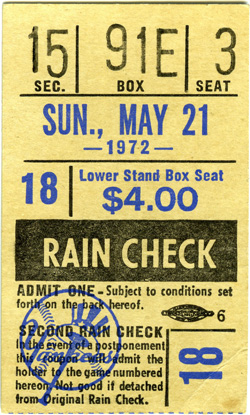 15 91E 3
SEC. BOX SEAT
SUN., MAY 21
—1972—
18 Lower Stand Box Seat
$4.00
RAIN CHECK
ADMIT ONE - Subject to conditions set
forth on the back hereof.
6
SECOND RAIN CHECK
In the event of a postponement
this coupon will admit the
holder to the game numbered
hereon. Not good if detached
from Original Rain Check.
Yankees
18